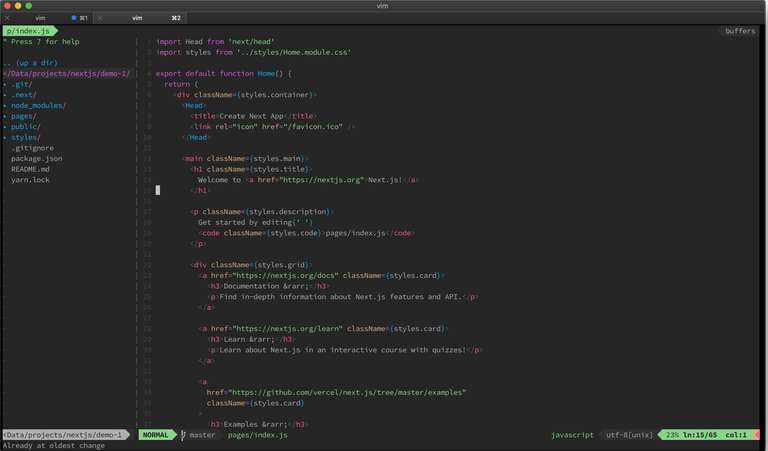 vim
vim ⌘1
vim ⌘2
p/index.js
buffers
" Press ? for help
.. (up a dir)
</Data/projects/nextjs/demo-1/
▸ .git/
▸ .next/
▸ node_modules/
▸ pages/
▸ public/
▸ styles/
.gitignore
package.json
README.md
yarn.lock
1 import Head from 'next/head'
2 import styles from '../styles/Home.module.css'
3
4 export default function Home() {
5 return (
6 <div className={styles.container}>
7 <Head>
8 <title>Create Next App</title>
9 <link rel="icon" href="/favicon.ico" />
10 </Head>
11
12 <main className={styles.main}>
13 <h1 className={styles.title}>
14 Welcome to <a href="https://nextjs.org">Next.js!</a>
15 </h1>
16
17 <p className={styles.description}>
18 Get started by editing{' '}
19 <code className={styles.code}>pages/index.js</code>
20 </p>
21
22 <div className={styles.grid}>
23 <a href="https://nextjs.org/docs" className={styles.card}>
24 <h3>Documentation &rarr;</h3>
25 <p>Find in-depth information about Next.js features and API.</p>
26 </a>
27
28 <a href="https://nextjs.org/learn" className={styles.card}>
29 <h3>Learn &rarr;</h3>
30 <p>Learn about Next.js in an interactive course with quizzes!</p>
31 </a>
32
33 <a
34 href="https://github.com/vercel/next.js/tree/master/examples"
35 className={styles.card}
36 >
37 <h3>Examples &rarr;</h3>
<Data/projects/nextjs/demo-1
NORMAL master pages/index.js
javascript utf-8[unix] 23% ln:15/65 col:1
Already at oldest change